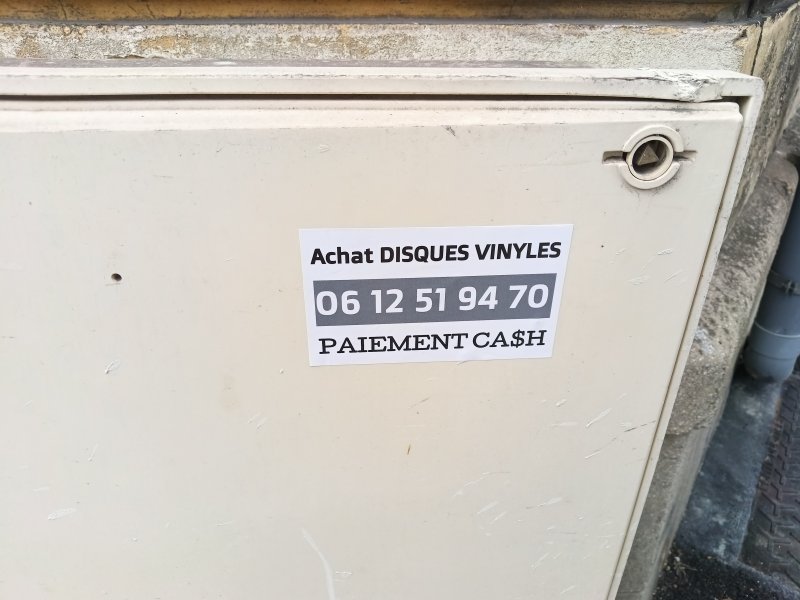 Achat DISQUES VINYLES
06 12 51 94 70
PAIEMENT CA$H